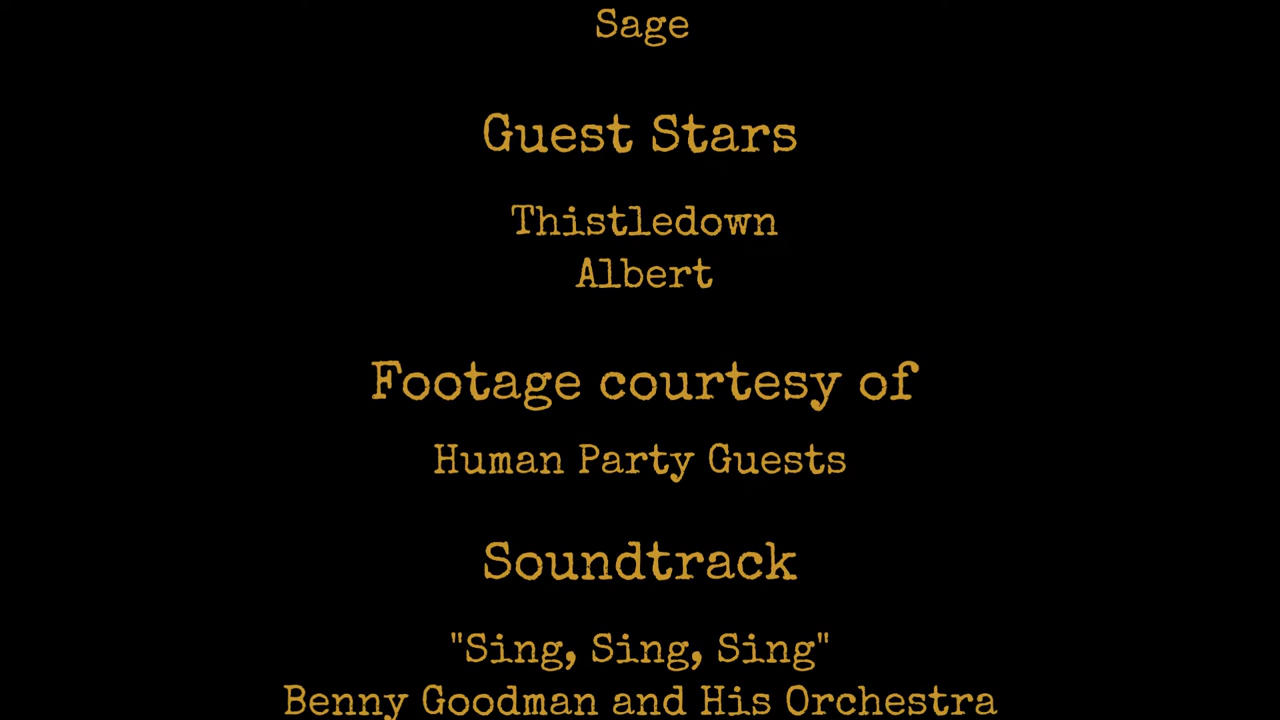 Sage
Guest Stars
Thistledown
Albert
Footage courtesy of
Human Party Guests
Soundtrack
"Sing, Sing, Sing"
Benny Goodman and His Orchestra